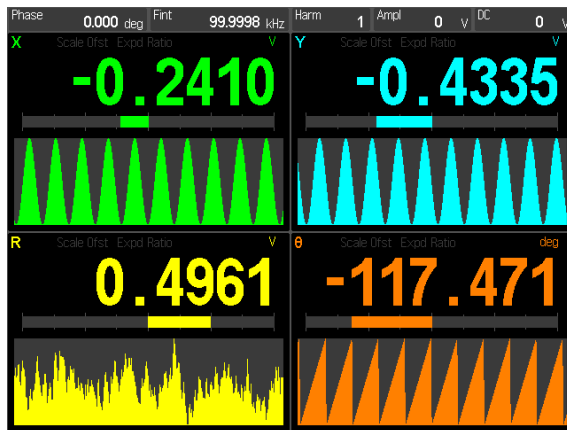 Phase 0.000 deg Fint 99.9998 kHz Harm 1 Ampl 0 V DC 0 V
X Scale Ofst Expd Ratio V
-0.2410
Y Scale Ofst Expd Ratio V
-0.4335
R Scale Ofst Expd Ratio V
0.4961
θ Scale Ofst Expd Ratio deg
-117.471